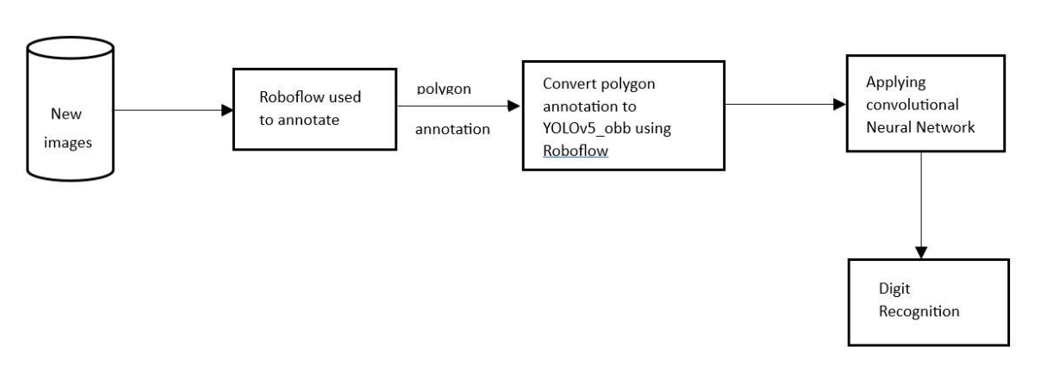 New
images
Roboflow used
to annotate
polygon
annotation
Convert polygon
annotation to
YOLOv5_obb using
Roboflow
Applying
convolutional
Neural Network
Digit
Recognition